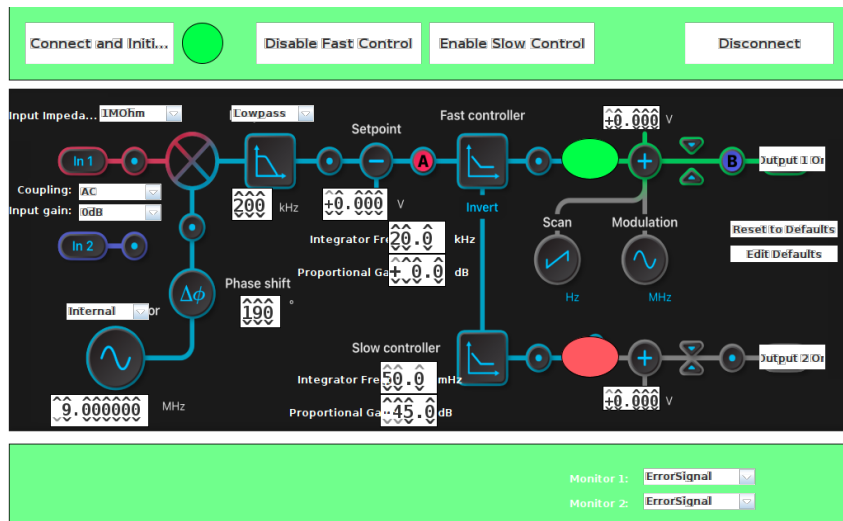 Connect and Initi... Disable Fast Control Enable Slow Control Disconnect
Input Impeda... 1MOhm Lowpass Fast controller +0.000 V
Setpoint
In 1 A B Output 1 Or
Coupling: AC
Input gain: 0dB
200 kHz +0.000 V Invert
Scan Modulation
Integrator Fre 20.0 kHz
Reset to Defaults
In 2
Edit Defaults
Proportional Ga +0.0 dB
Phase shift
Δϕ
190 °
Hz MHz
Internal or
Slow controller
Output 2 Or
Integrator Fre 50.0 mHz
9.000000 MHz
+0.000 V
Proportional Ga -45.0 dB
Monitor 1: ErrorSignal
Monitor 2: ErrorSignal